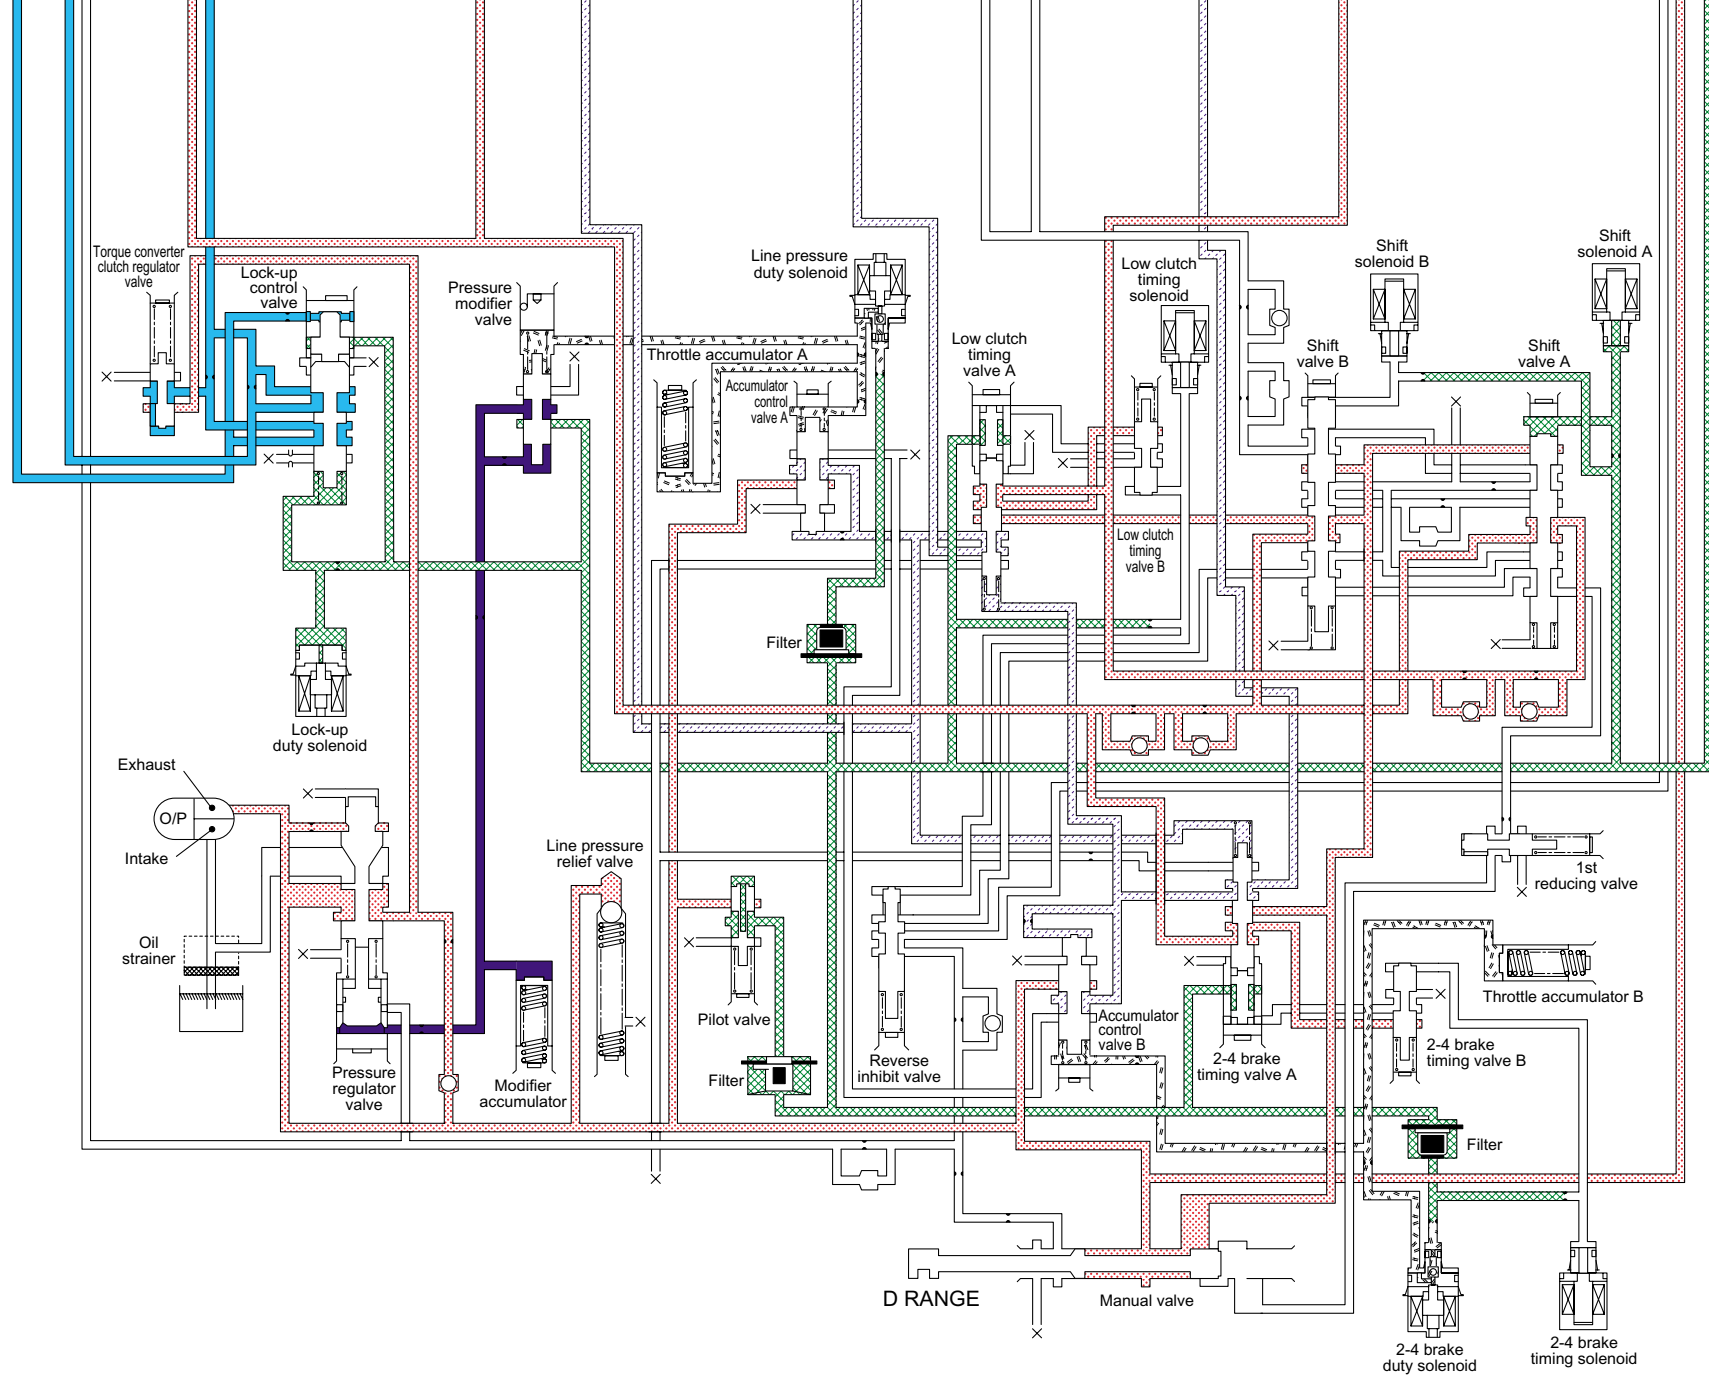 Torque converter
clutch regulator
valve
Lock-up
control
valve
Pressure
modifier
valve
Line pressure
duty solenoid
Throttle accumulator A
Accumulator
control
valve A
Low clutch
timing
valve A
Low clutch
timing
solenoid
Shift
solenoid B
Shift
solenoid A
Shift
valve B
Shift
valve A
Low clutch
timing
valve B
Filter
Lock-up
duty solenoid
Exhaust
O/P
Intake
Oil
strainer
Line pressure
relief valve
1st
reducing valve
Pressure
regulator
valve
Modifier
accumulator
Pilot valve
Filter
Reverse
inhibit valve
Accumulator
control
valve B
2-4 brake
timing valve A
2-4 brake
timing valve B
Throttle accumulator B
Filter
D RANGE
Manual valve
2-4 brake
duty solenoid
2-4 brake
timing solenoid